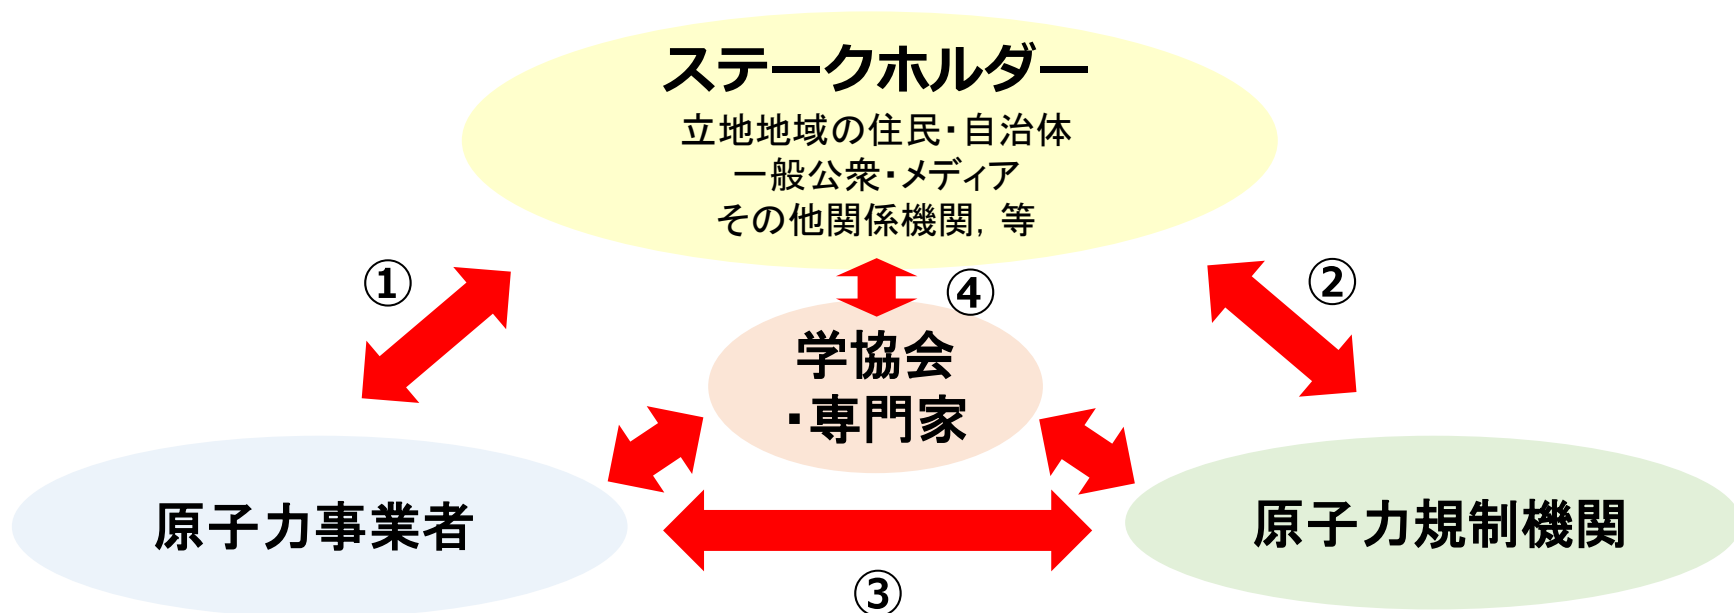 ステークホルダー
立地地域の住民・自治体
一般公衆・メディア
その他関係機関, 等
①
②
④
学協会
・専門家
原子力事業者
原子力規制機関
③